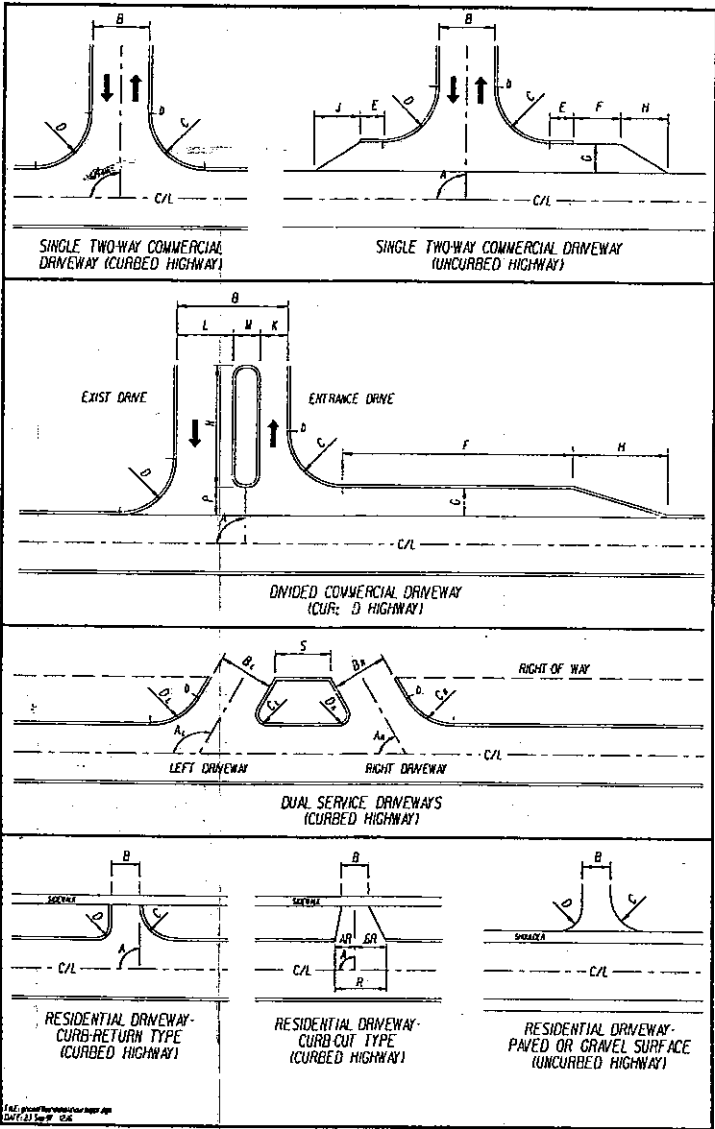 B
B
D
D
C
J
E
D
D
C
E
F
H
G
A
C/L
C/L
SINGLE TWO-WAY COMMERCIAL
DRIVEWAY (CURBED HIGHWAY)
SINGLE TWO-WAY COMMERCIAL DRIVEWAY
(UNCURBED HIGHWAY)
B
L
M
K
EXIST DRIVE
ENTRANCE DRIVE
N
D
D
C
F
H
P
G
A
C/L
DIVIDED COMMERCIAL DRIVEWAY
(CUR: D HIGHWAY)
S
RIGHT OF WAY
D
D
C/L
LEFT DRIVEWAY
RIGHT DRIVEWAY
DUAL SERVICE DRIVEWAYS
(CURBED HIGHWAY)
B
B
B
SIDEWALK
SIDEWALK
D
C
D
C
SHOULDER
A
A
C/L
C/L
C/L
R
RESIDENTIAL DRIVEWAY-
CURB-RETURN TYPE
(CURBED HIGHWAY)
RESIDENTIAL DRIVEWAY-
CURB-CUT TYPE
(CURBED HIGHWAY)
RESIDENTIAL DRIVEWAY-
PAVED OR GRAVEL SURFACE
(UNCURBED HIGHWAY)